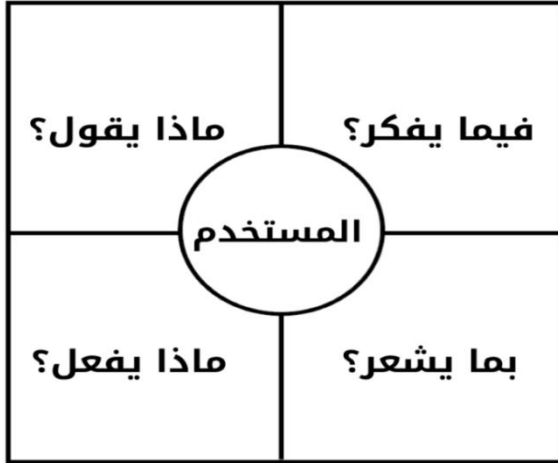 فيما يفكر؟
ماذا يقول؟
المستخدم
بما يشعر؟
ماذا يفعل؟